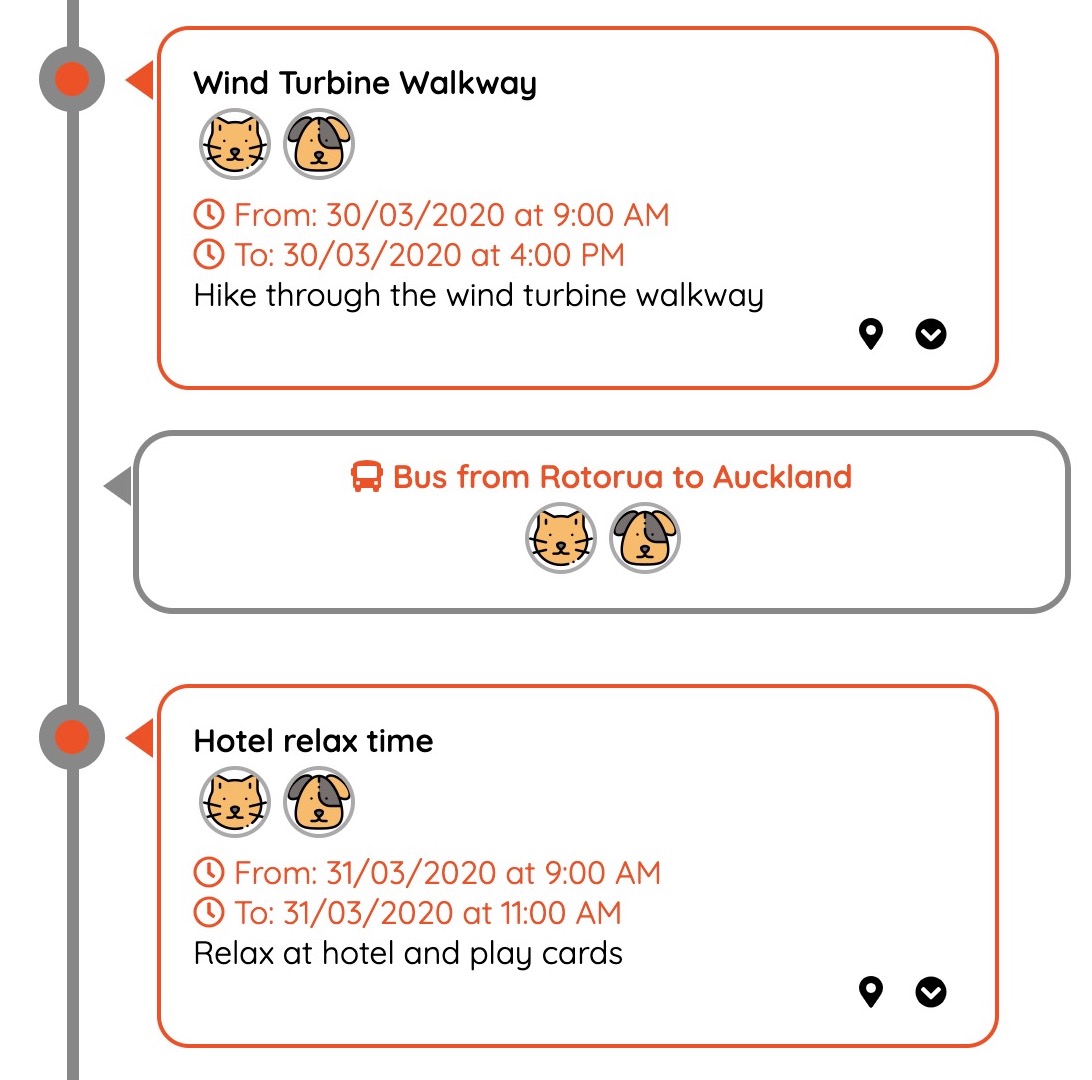 Wind Turbine Walkway
From: 30/03/2020 at 9:00 AM
To: 30/03/2020 at 4:00 PM
Hike through the wind turbine walkway
Bus from Rotorua to Auckland
Hotel relax time
From: 31/03/2020 at 9:00 AM
To: 31/03/2020 at 11:00 AM
Relax at hotel and play cards